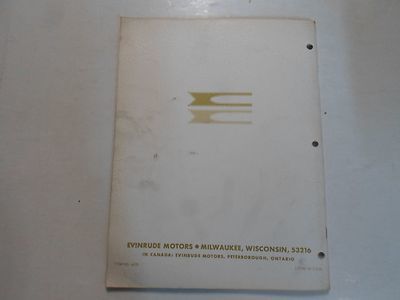 EVINRUDE MOTORS • MILWAUKEE, WISCONSIN, 53216
IN CANADA: EVINRUDE MOTORS, PETERBOROUGH, ONTARIO